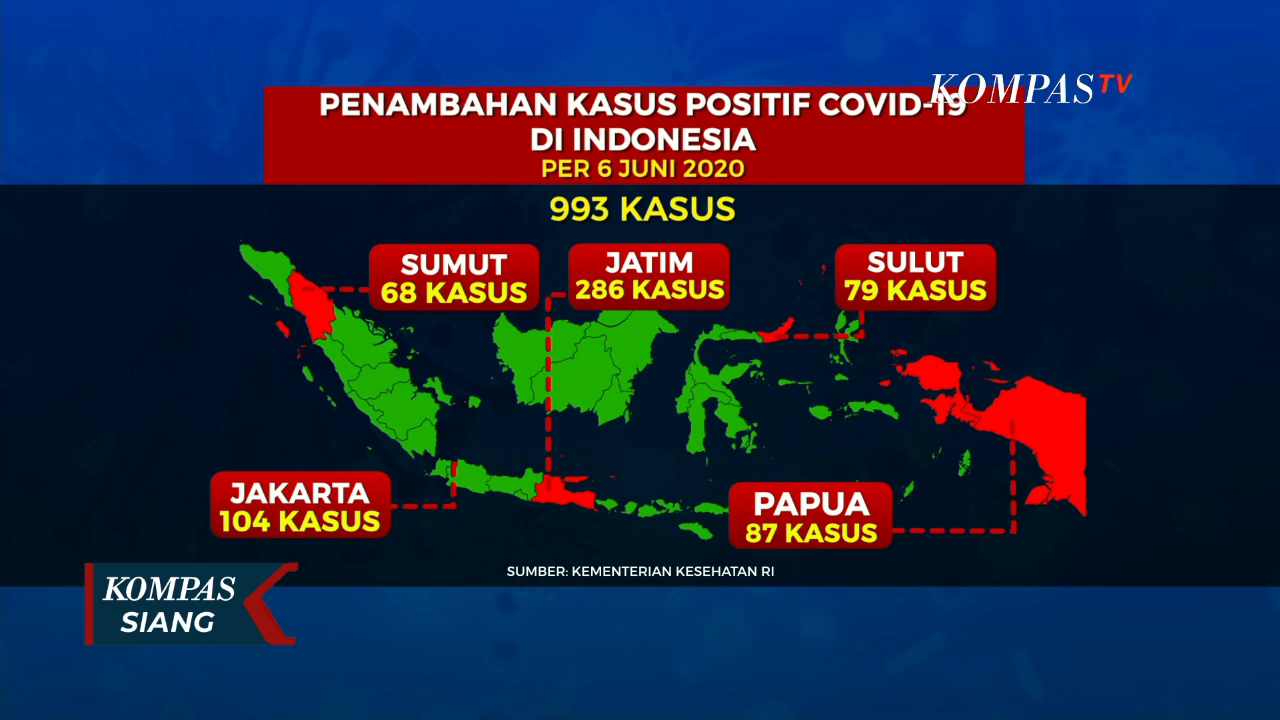 KOMPAS TV
PENAMBAHAN KASUS POSITIF COVID-19
DI INDONESIA
PER 6 JUNI 2020
993 KASUS
SUMUT
68 KASUS
JATIM
286 KASUS
SULUT
79 KASUS
JAKARTA
104 KASUS
PAPUA
87 KASUS
SUMBER: KEMENTERIAN KESEHATAN RI
KOMPAS
SIANG